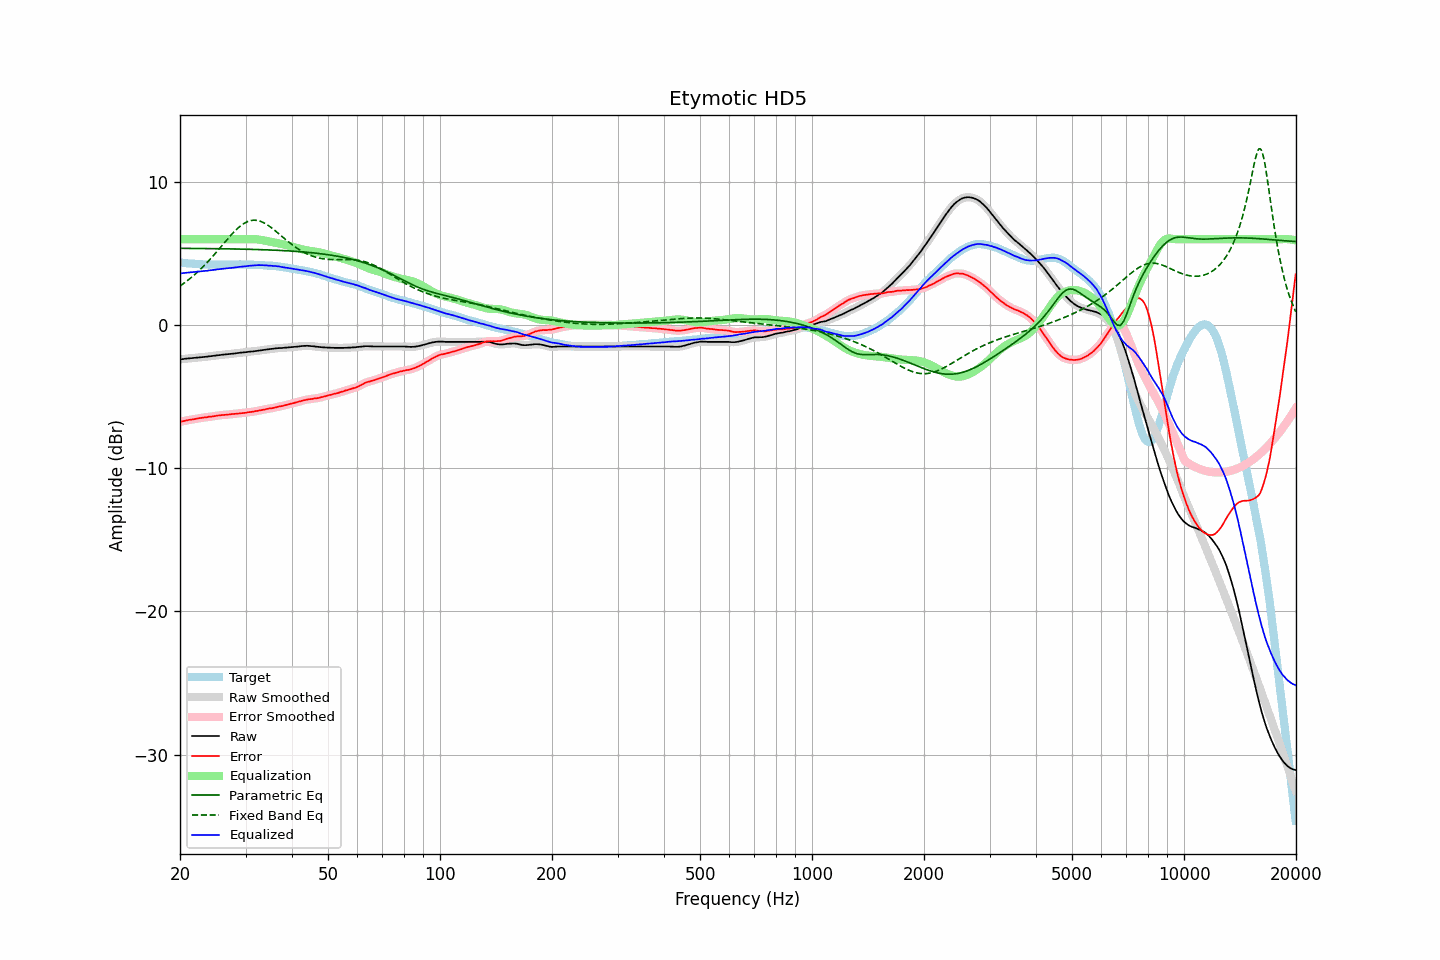 Etymotic HD5
10
0
−10
−20
−30
Amplitude (dBr)
Target
Raw Smoothed
Error Smoothed
Raw
Error
Equalization
Parametric Eq
Fixed Band Eq
Equalized
20 50 100 200 500 1000 2000 5000 10000 20000
Frequency (Hz)